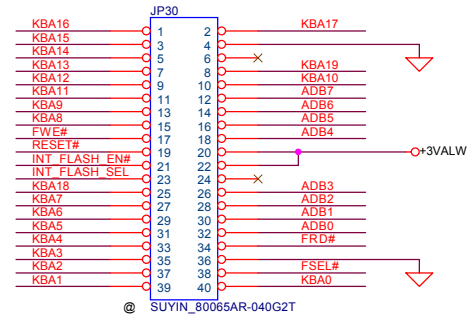 JP30
KBA16 1 2 KBA17
KBA15 3 4
KBA14 5 6
KBA13 7 8 KBA19
KBA12 9 10 KBA10
KBA11 11 12 ADB7
KBA9 13 14 ADB6
KBA8 15 16 ADB5
FWE# 17 18 ADB4
RESET# 19 20 +3VALW
INT_FLASH_EN# 21 22
INT_FLASH_SEL 23 24
KBA18 25 26 ADB3
KBA7 27 28 ADB2
KBA6 29 30 ADB1
KBA5 31 32 ADB0
KBA4 33 34 FRD#
KBA3 35 36
KBA2 37 38 FSEL#
KBA1 39 40 KBA0
@ SUYIN_80065AR-040G2T